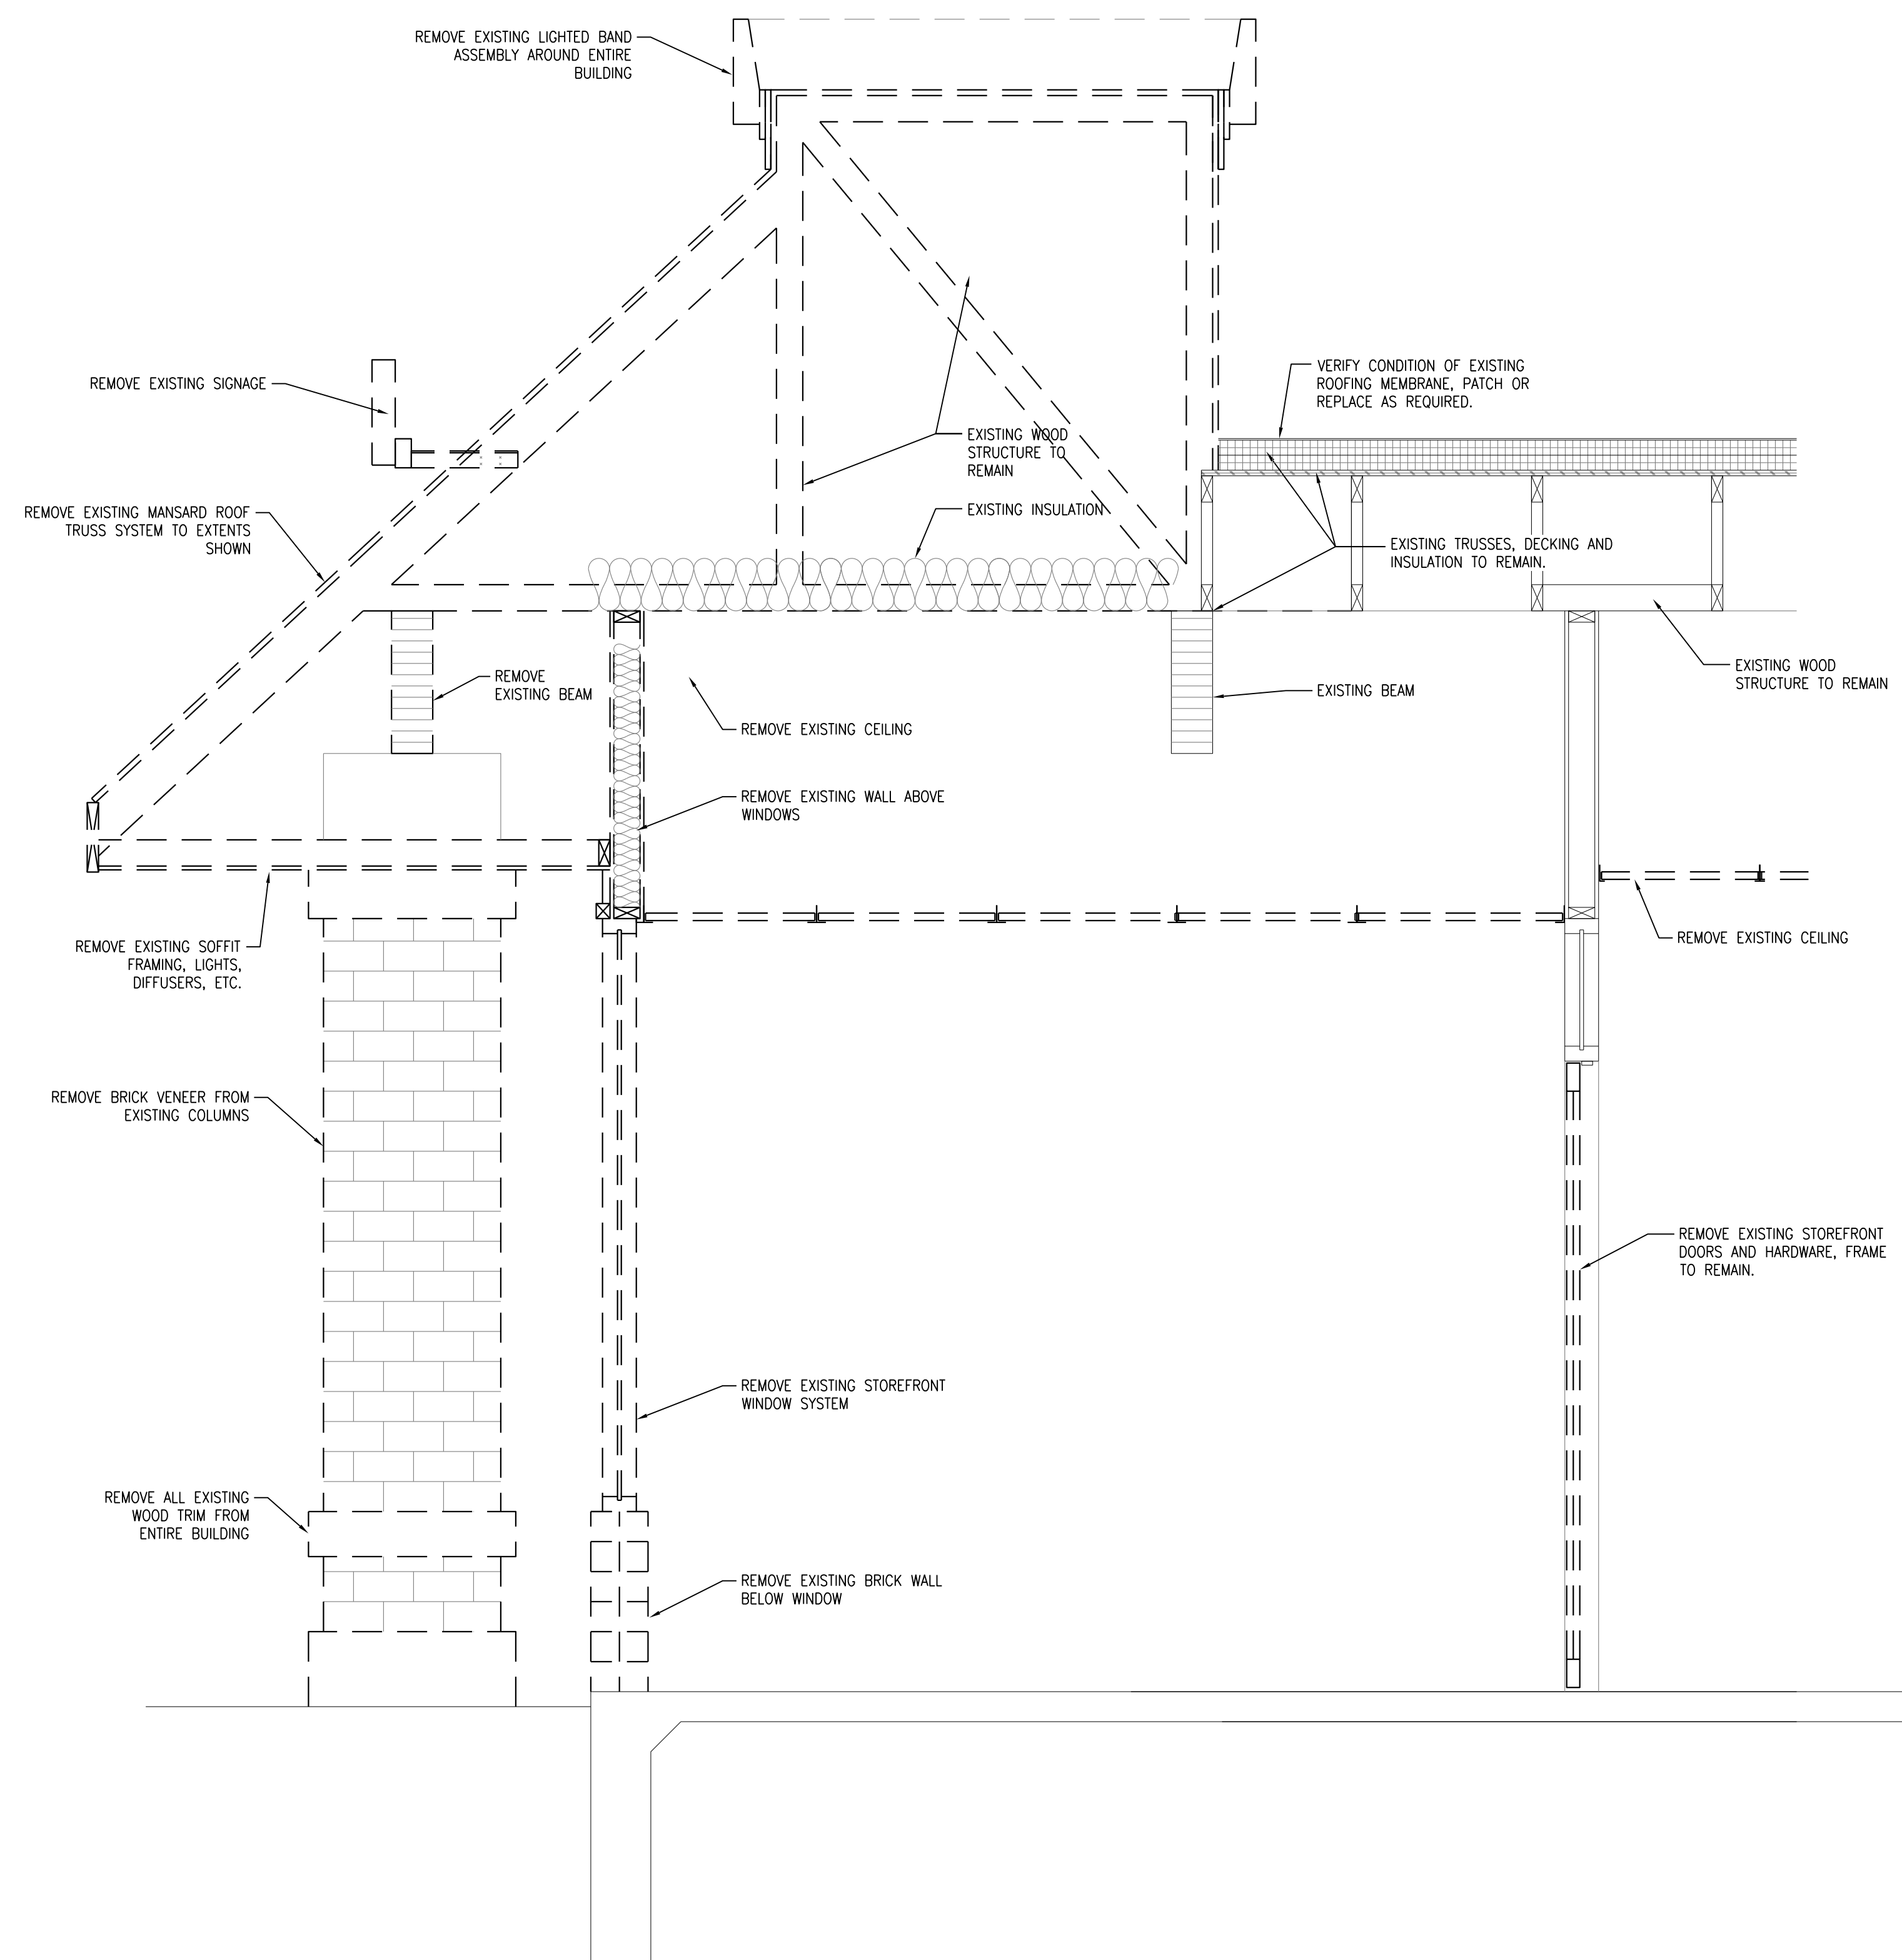 REMOVE EXISTING LIGHTED BAND
ASSEMBLY AROUND ENTIRE
BUILDING
VERIFY CONDITION OF EXISTING
ROOFING MEMBRANE, PATCH OR
REPLACE AS REQUIRED.
REMOVE EXISTING SIGNAGE
EXISTING WOOD
STRUCTURE TO
REMAIN
REMOVE EXISTING MANSARD ROOF
TRUSS SYSTEM TO EXTENTS
SHOWN
EXISTING INSULATION
EXISTING TRUSSES, DECKING AND
INSULATION TO REMAIN.
REMOVE
EXISTING BEAM
EXISTING BEAM
EXISTING WOOD
STRUCTURE TO REMAIN
REMOVE EXISTING CEILING
REMOVE EXISTING WALL ABOVE
WINDOWS
REMOVE EXISTING SOFFIT
FRAMING, LIGHTS,
DIFFUSERS, ETC.
REMOVE EXISTING CEILING
REMOVE BRICK VENEER FROM
EXISTING COLUMNS
REMOVE EXISTING STOREFRONT
DOORS AND HARDWARE, FRAME
TO REMAIN.
REMOVE EXISTING STOREFRONT
WINDOW SYSTEM
REMOVE ALL EXISTING
WOOD TRIM FROM
ENTIRE BUILDING
REMOVE EXISTING BRICK WALL
BELOW WINDOW